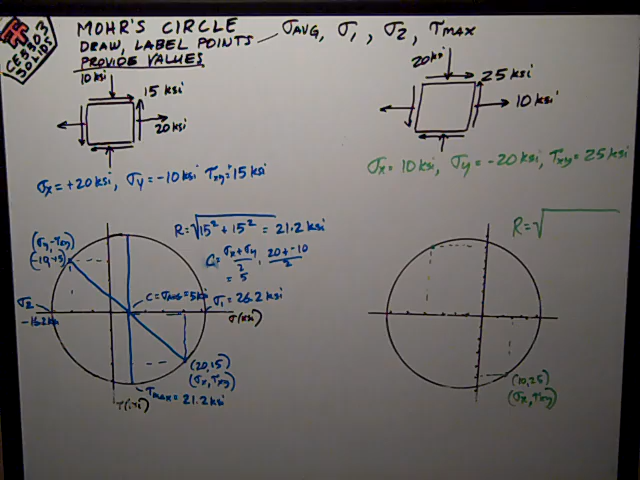 CE5303
SOLIDS
MOHR'S CIRCLE
DRAW, LABEL POINTS — σAVG, σ1, σ2, τMAX
PROVIDE VALUES
10 ksi
15 ksi
20 ksi
σx = +20 ksi, σy = -10 ksi τxy = 15 ksi
R = √15² + 15² = 21.2 ksi
C = σx + σy / 2 = 20 + -10 / 2
= 5
(σy, -τxy)
(-10, -15)
C = σAVG = 5 ksi
σ1 = 26.2 ksi
σ (ksi)
σ2
-16.2 ksi
(20, 15)
(σx, τxy)
τMAX = 21.2 ksi
20 ksi
25 ksi
10 ksi
σx = 10 ksi, σy = -20 ksi, τxy = 25 ksi
R = √
(10, 25)
(σx, τxy)